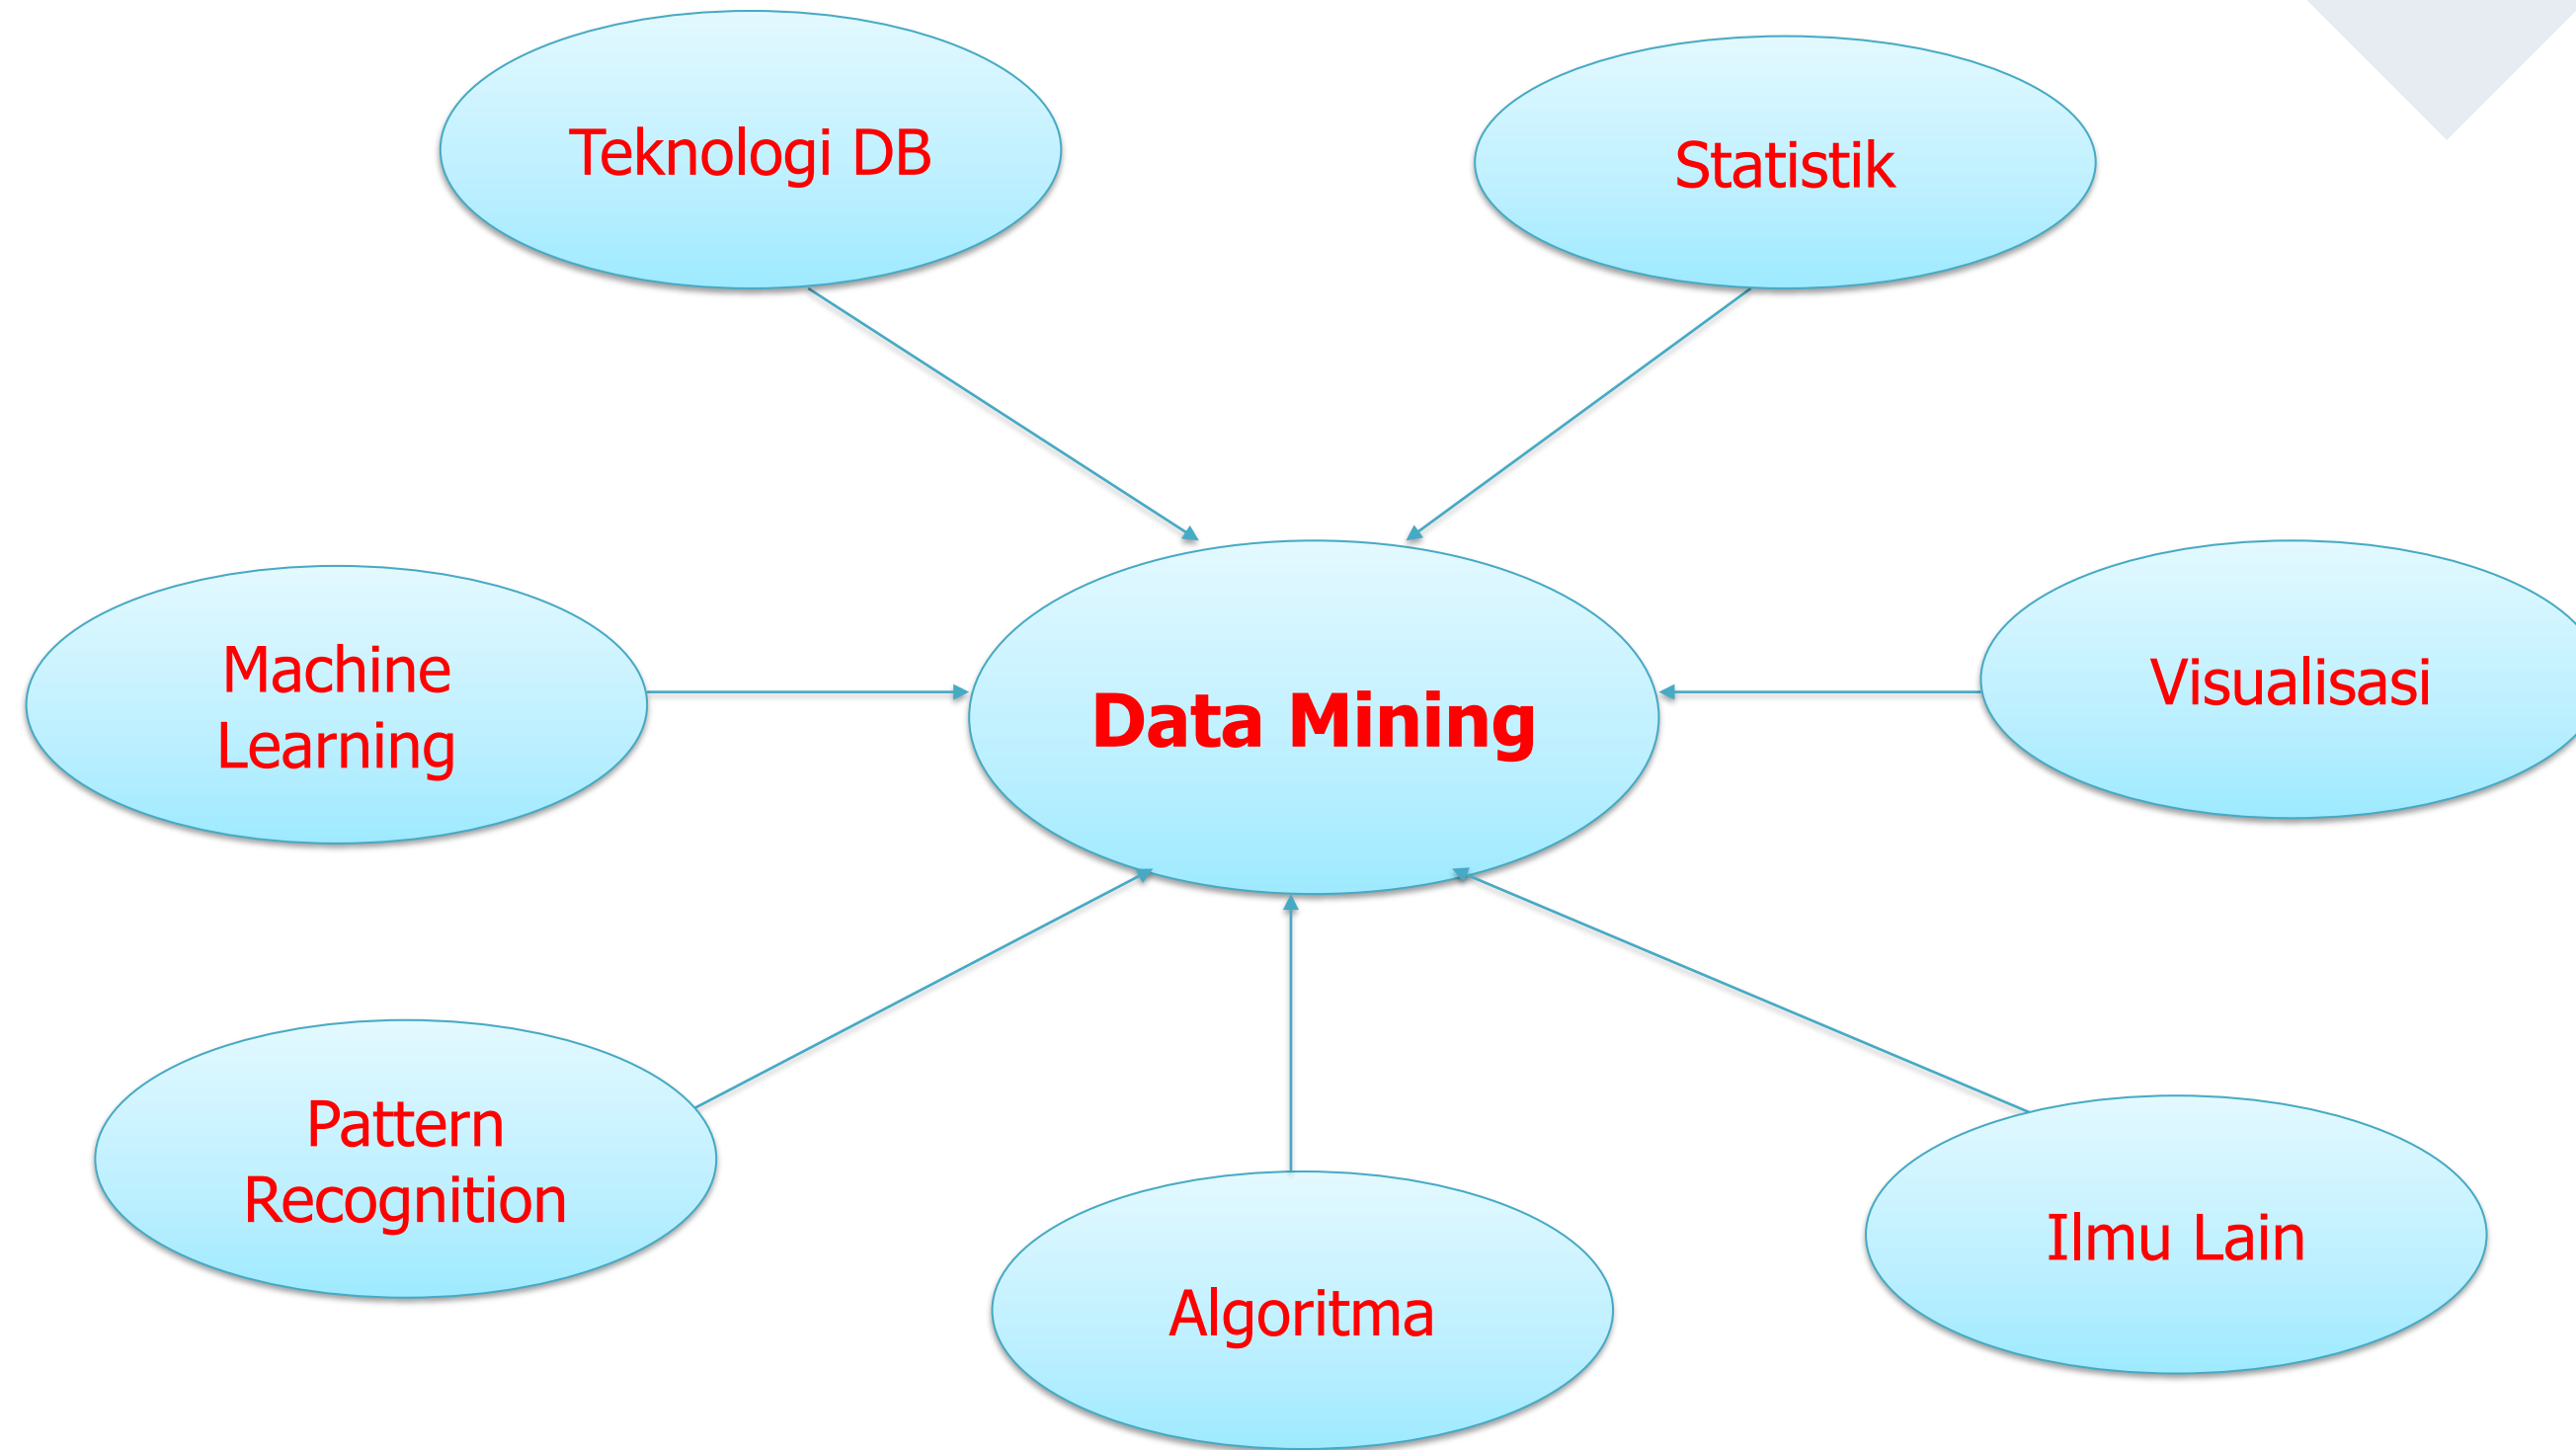 Teknologi DB
Statistik
Machine
Learning
Data Mining
Visualisasi
Pattern
Recognition
Algoritma
Ilmu Lain